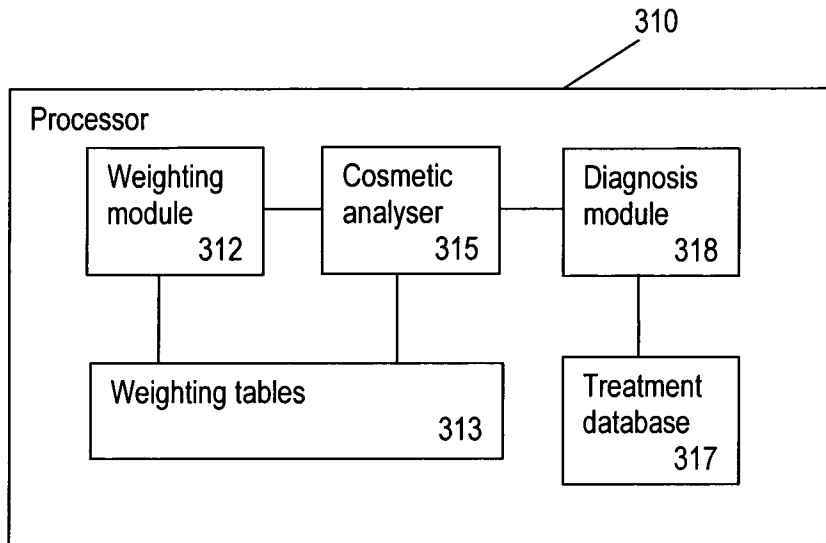 310
Processor
Weighting
module
312
Cosmetic
analyser
315
Diagnosis
module
318
Weighting tables
313
Treatment
database
317